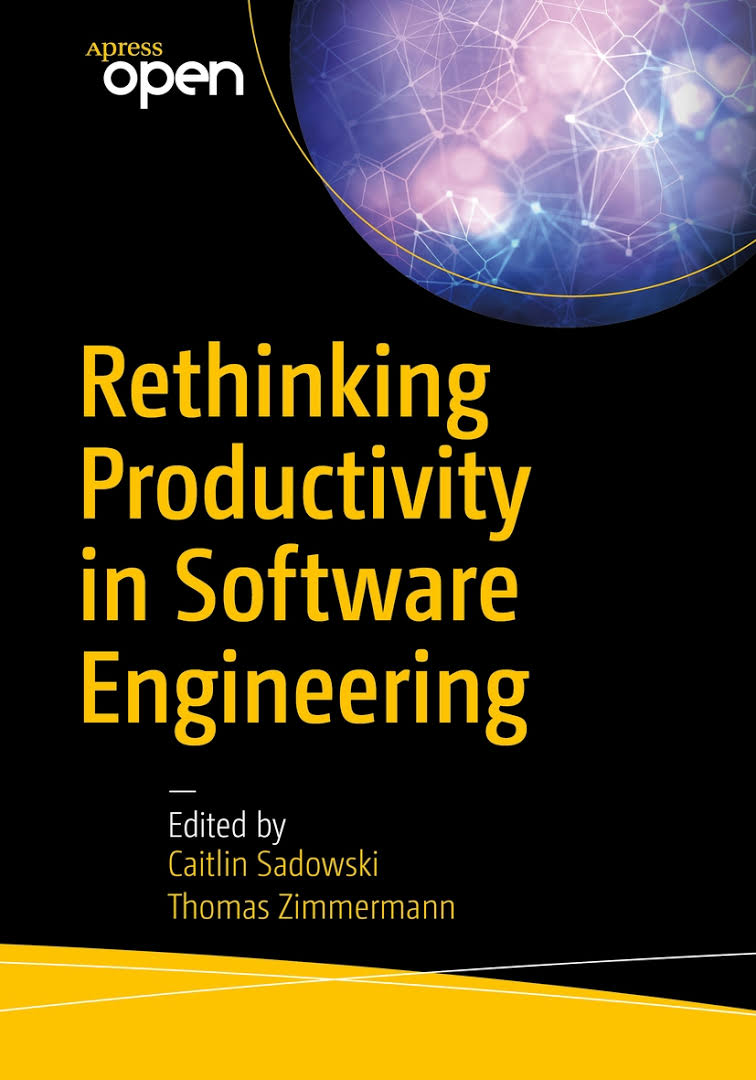 Apress
open
Rethinking
Productivity
in Software
Engineering
Edited by
Caitlin Sadowski
Thomas Zimmermann